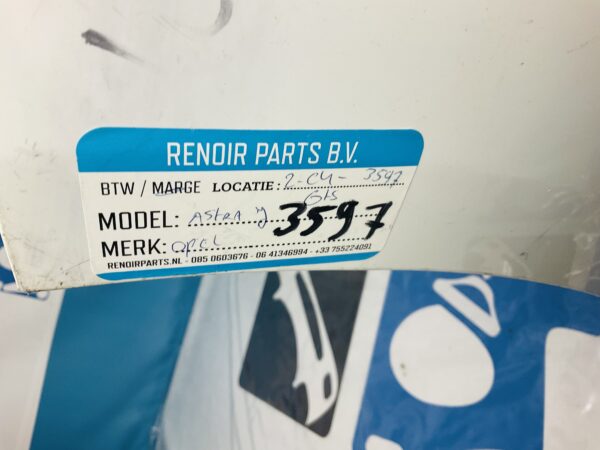 RENOIR PARTS B.V.
BTW / MARGE LOCATIE: 2-C4- 3597
MODEL: Astra J Gts 3597
MERK: opel
RENOIRPARTS.NL - 085 0603676 - 06 41346994 - +33 755224091